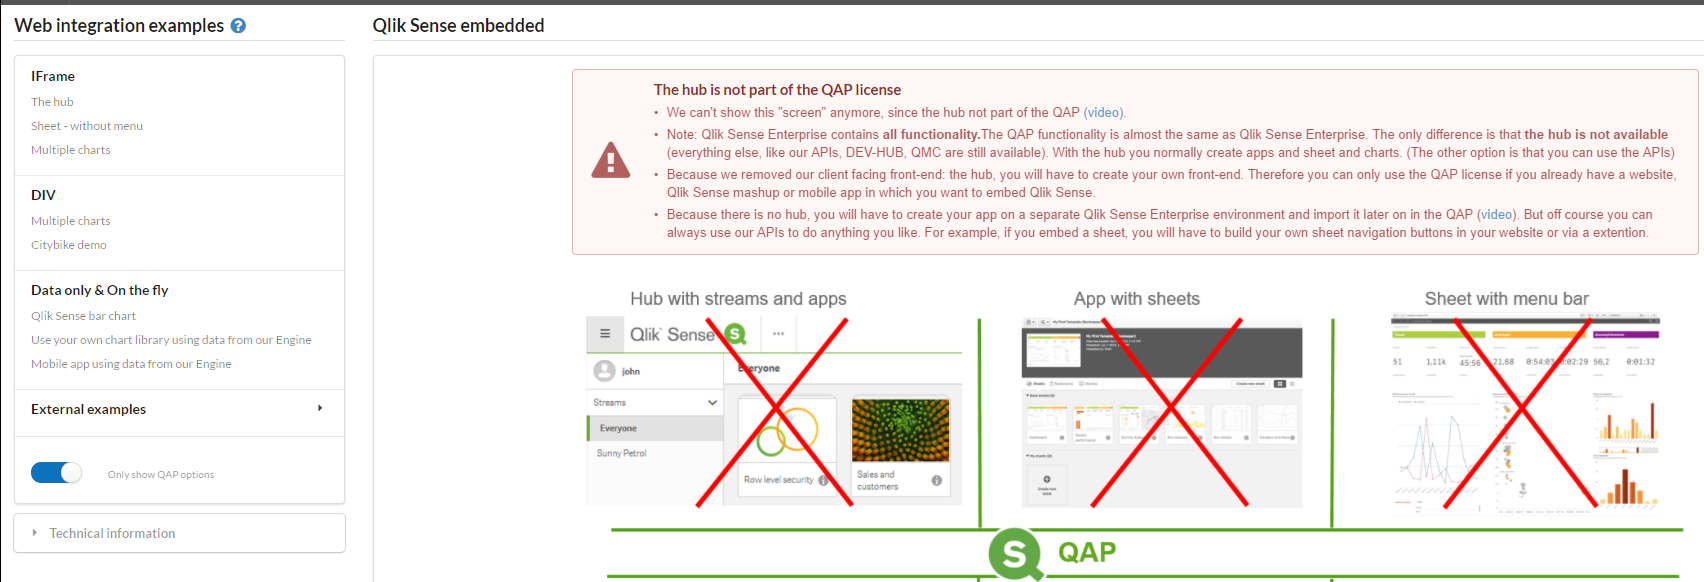 Web integration examples ?
Qlik Sense embedded
IFrame
The hub
Sheet - without menu
Multiple charts
DIV
Multiple charts
Citybike demo
Data only & On the fly
Qlik Sense bar chart
Use your own chart library using data from our Engine
Mobile app using data from our Engine
External examples
Only show QAP options
Technical information
The hub is not part of the QAP license
• We can't show this "screen" anymore, since the hub not part of the QAP (video).
• Note: Qlik Sense Enterprise contains all functionality.The QAP functionality is almost the same as Qlik Sense Enterprise. The only difference is that the hub is not available
(everything else, like our APIs, DEV-HUB, QMC are still available). With the hub you normally create apps and sheet and charts. (The other option is that you can use the APIs)
• Because we removed our client facing front-end: the hub, you will have to create your own front-end. Therefore you can only use the QAP license if you already have a website,
Qlik Sense mashup or mobile app in which you want to embed Qlik Sense.
• Because there is no hub, you will have to create your app on a separate Qlik Sense Enterprise environment and import it later on in the QAP (video). But off course you can
always use our APIs to do anything you like. For example, if you embed a sheet, you will have to build your own sheet navigation buttons in your website or via a extention.
Hub with streams and apps
Qlik Sense S
john
Everyone
Streams
Everyone
Sunny Petrol
Row level security
Sales and
customers
App with sheets
Create new sheet
Create new
sheet
Sheet with menu bar
51 1,11k 45:56 21,68 0:54:03 0:02:29 56,2 0:01:32
S QAP